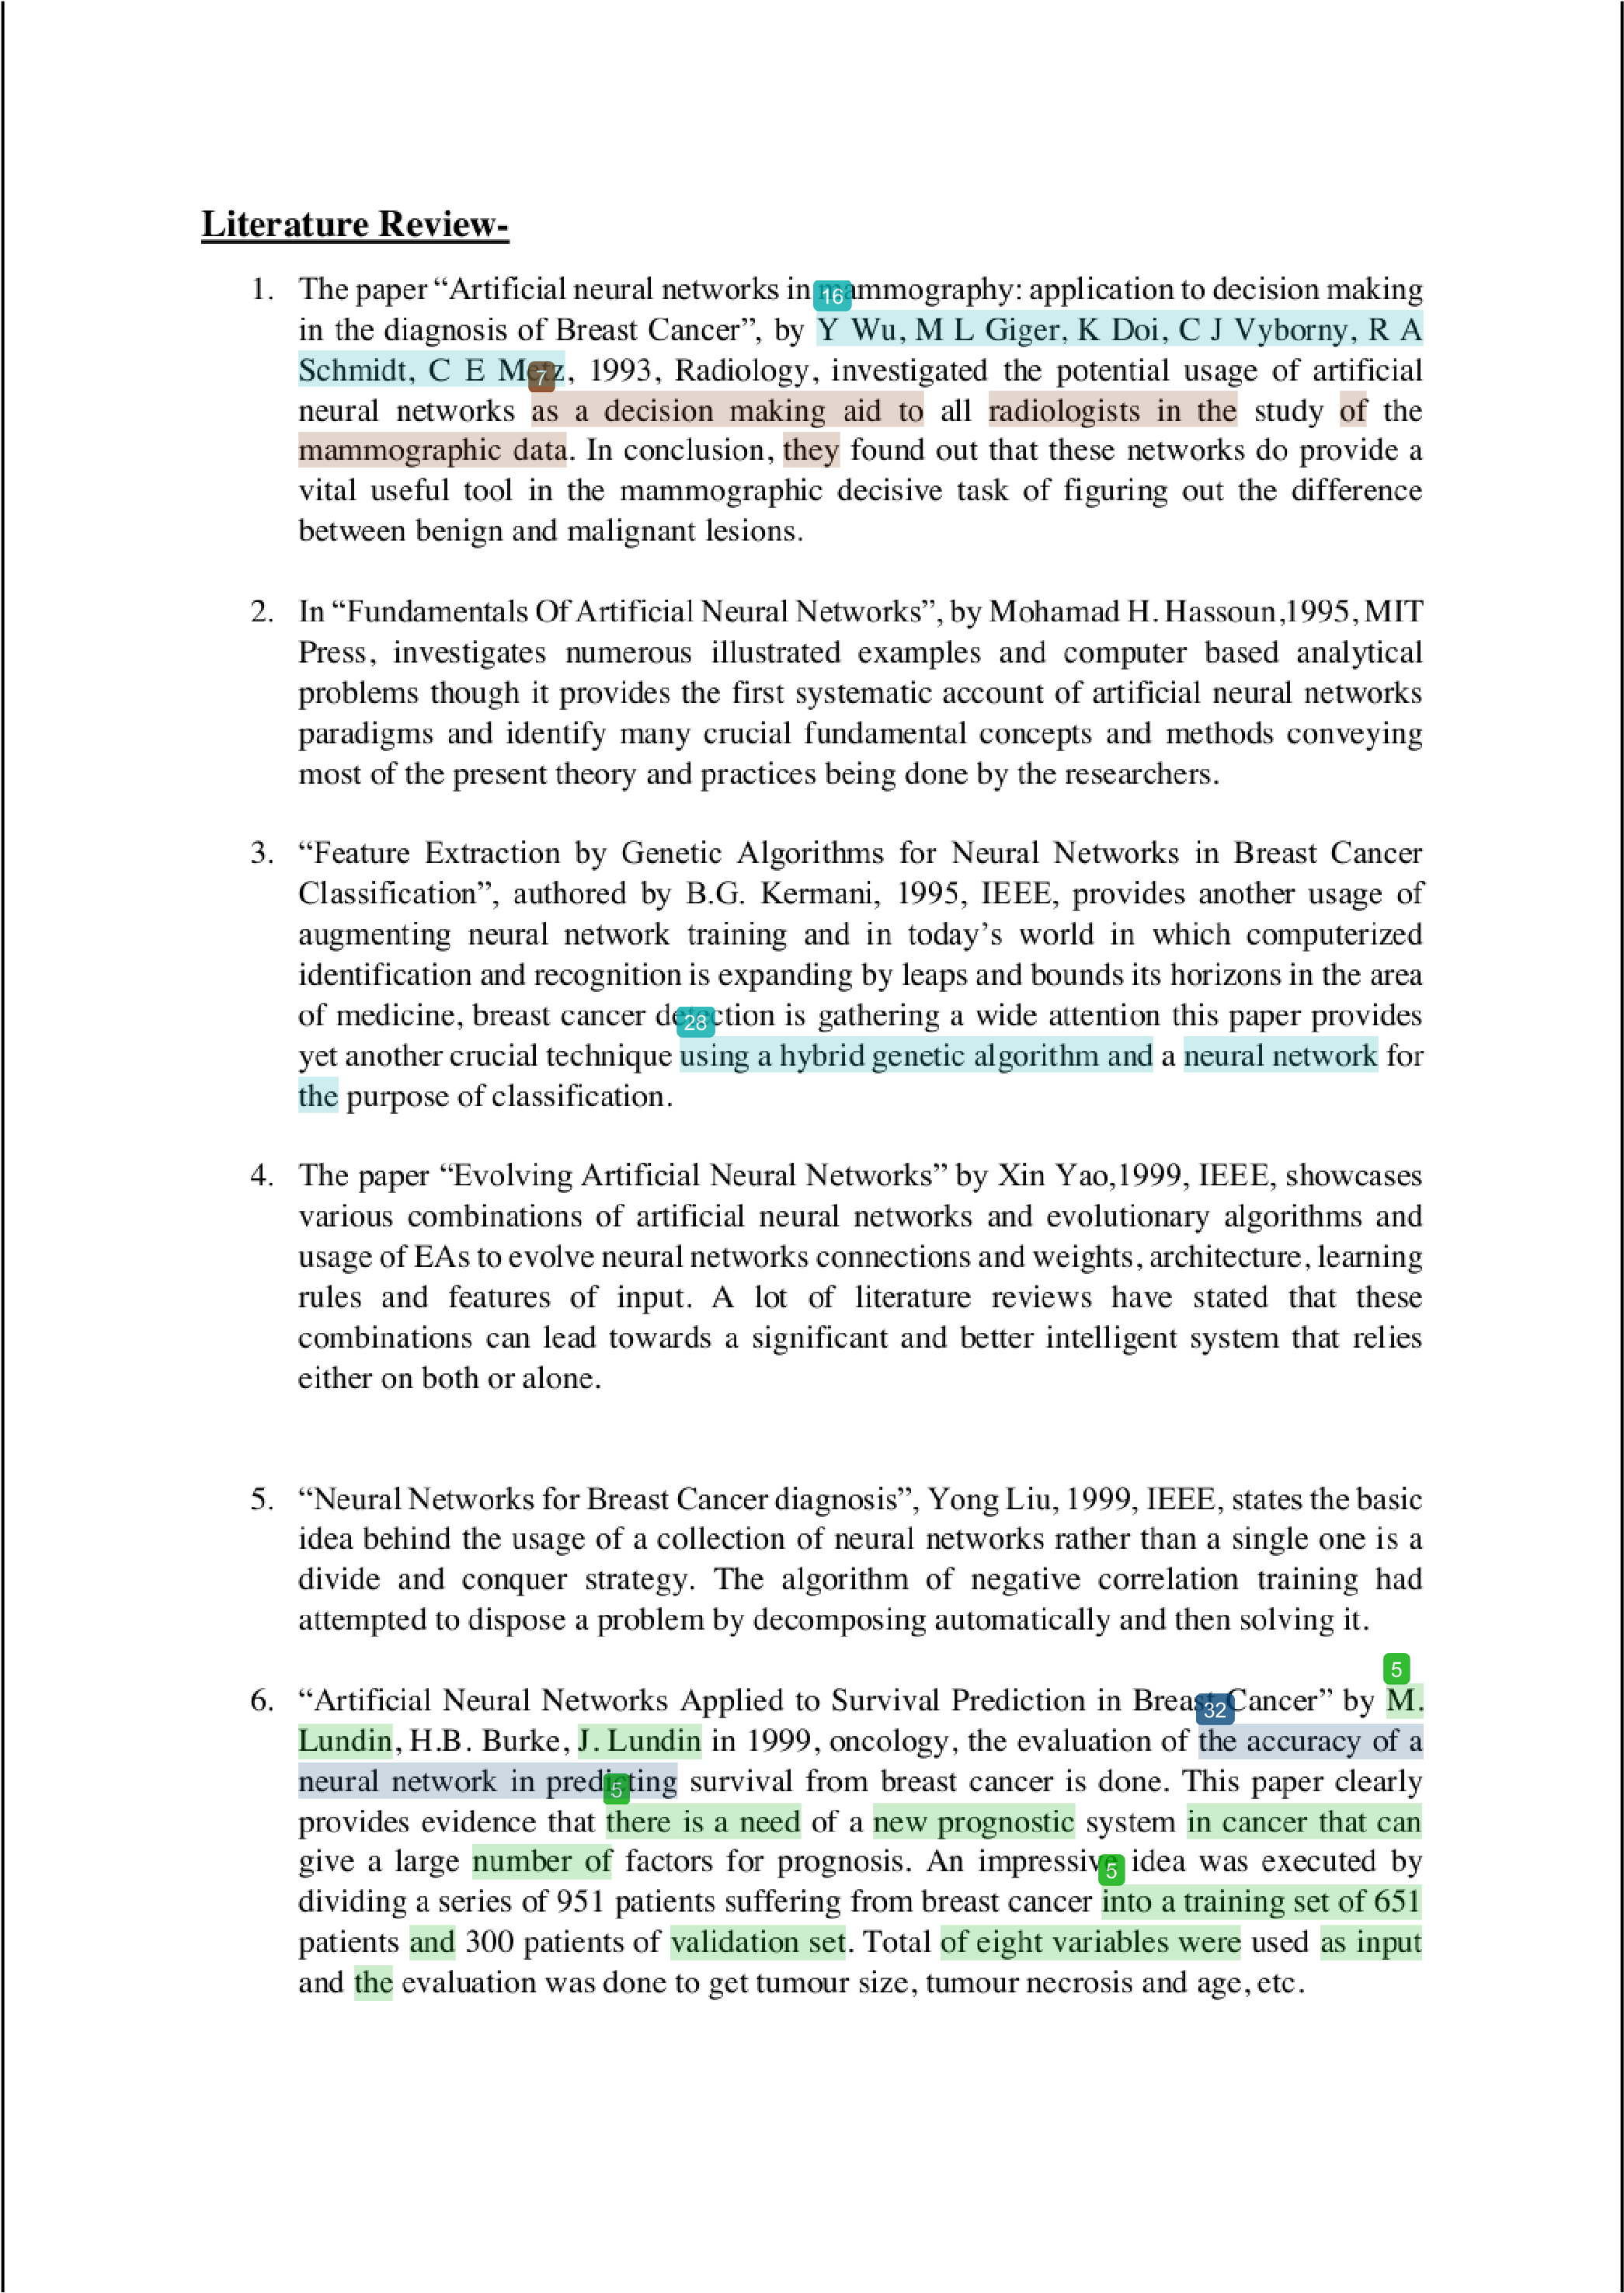 Literature Review-
1. The paper “Artificial neural networks in mammography: application to decision making
16
in the diagnosis of Breast Cancer”, by Y Wu, M L Giger, K Doi, C J Vyborny, R A
Schmidt, C E Metz, 1993, Radiology, investigated the potential usage of artificial
7
neural networks as a decision making aid to all radiologists in the study of the
mammographic data. In conclusion, they found out that these networks do provide a
vital useful tool in the mammographic decisive task of figuring out the difference
between benign and malignant lesions.
2. In “Fundamentals Of Artificial Neural Networks”, by Mohamad H. Hassoun,1995, MIT
Press, investigates numerous illustrated examples and computer based analytical
problems though it provides the first systematic account of artificial neural networks
paradigms and identify many crucial fundamental concepts and methods conveying
most of the present theory and practices being done by the researchers.
3. “Feature Extraction by Genetic Algorithms for Neural Networks in Breast Cancer
Classification”, authored by B.G. Kermani, 1995, IEEE, provides another usage of
augmenting neural network training and in today’s world in which computerized
identification and recognition is expanding by leaps and bounds its horizons in the area
of medicine, breast cancer detection is gathering a wide attention this paper provides
28
yet another crucial technique using a hybrid genetic algorithm and a neural network for
the purpose of classification.
4. The paper “Evolving Artificial Neural Networks” by Xin Yao,1999, IEEE, showcases
various combinations of artificial neural networks and evolutionary algorithms and
usage of EAs to evolve neural networks connections and weights, architecture, learning
rules and features of input. A lot of literature reviews have stated that these
combinations can lead towards a significant and better intelligent system that relies
either on both or alone.
5. “Neural Networks for Breast Cancer diagnosis”, Yong Liu, 1999, IEEE, states the basic
idea behind the usage of a collection of neural networks rather than a single one is a
divide and conquer strategy. The algorithm of negative correlation training had
attempted to dispose a problem by decomposing automatically and then solving it.
5
6. “Artificial Neural Networks Applied to Survival Prediction in Breast Cancer” by M.
32
Lundin, H.B. Burke, J. Lundin in 1999, oncology, the evaluation of the accuracy of a
neural network in predicting survival from breast cancer is done. This paper clearly
5
provides evidence that there is a need of a new prognostic system in cancer that can
give a large number of factors for prognosis. An impressive idea was executed by
5
dividing a series of 951 patients suffering from breast cancer into a training set of 651
patients and 300 patients of validation set. Total of eight variables were used as input
and the evaluation was done to get tumour size, tumour necrosis and age, etc.